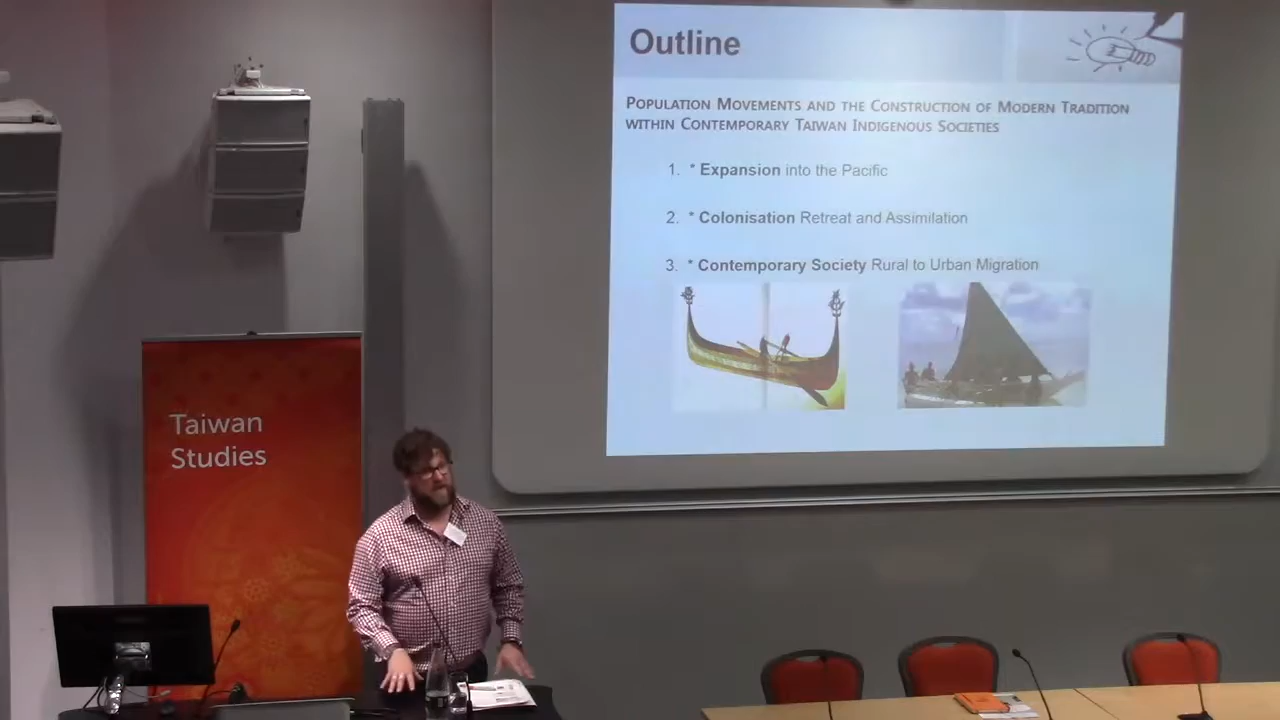 Outline
POPULATION MOVEMENTS AND THE CONSTRUCTION OF MODERN TRADITION
WITHIN CONTEMPORARY TAIWAN INDIGENOUS SOCIETIES
1. * Expansion into the Pacific
2. * Colonisation Retreat and Assimilation
3. * Contemporary Society Rural to Urban Migration
Taiwan
Studies